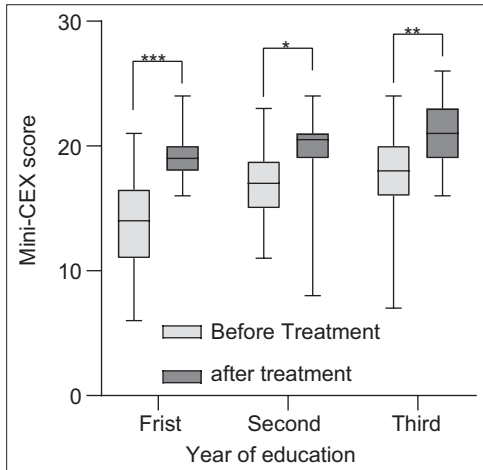 30
***
*
**
20
Mini-CEX score
10
Before Treatment
after treatment
0
Frist
Second
Third
Year of education